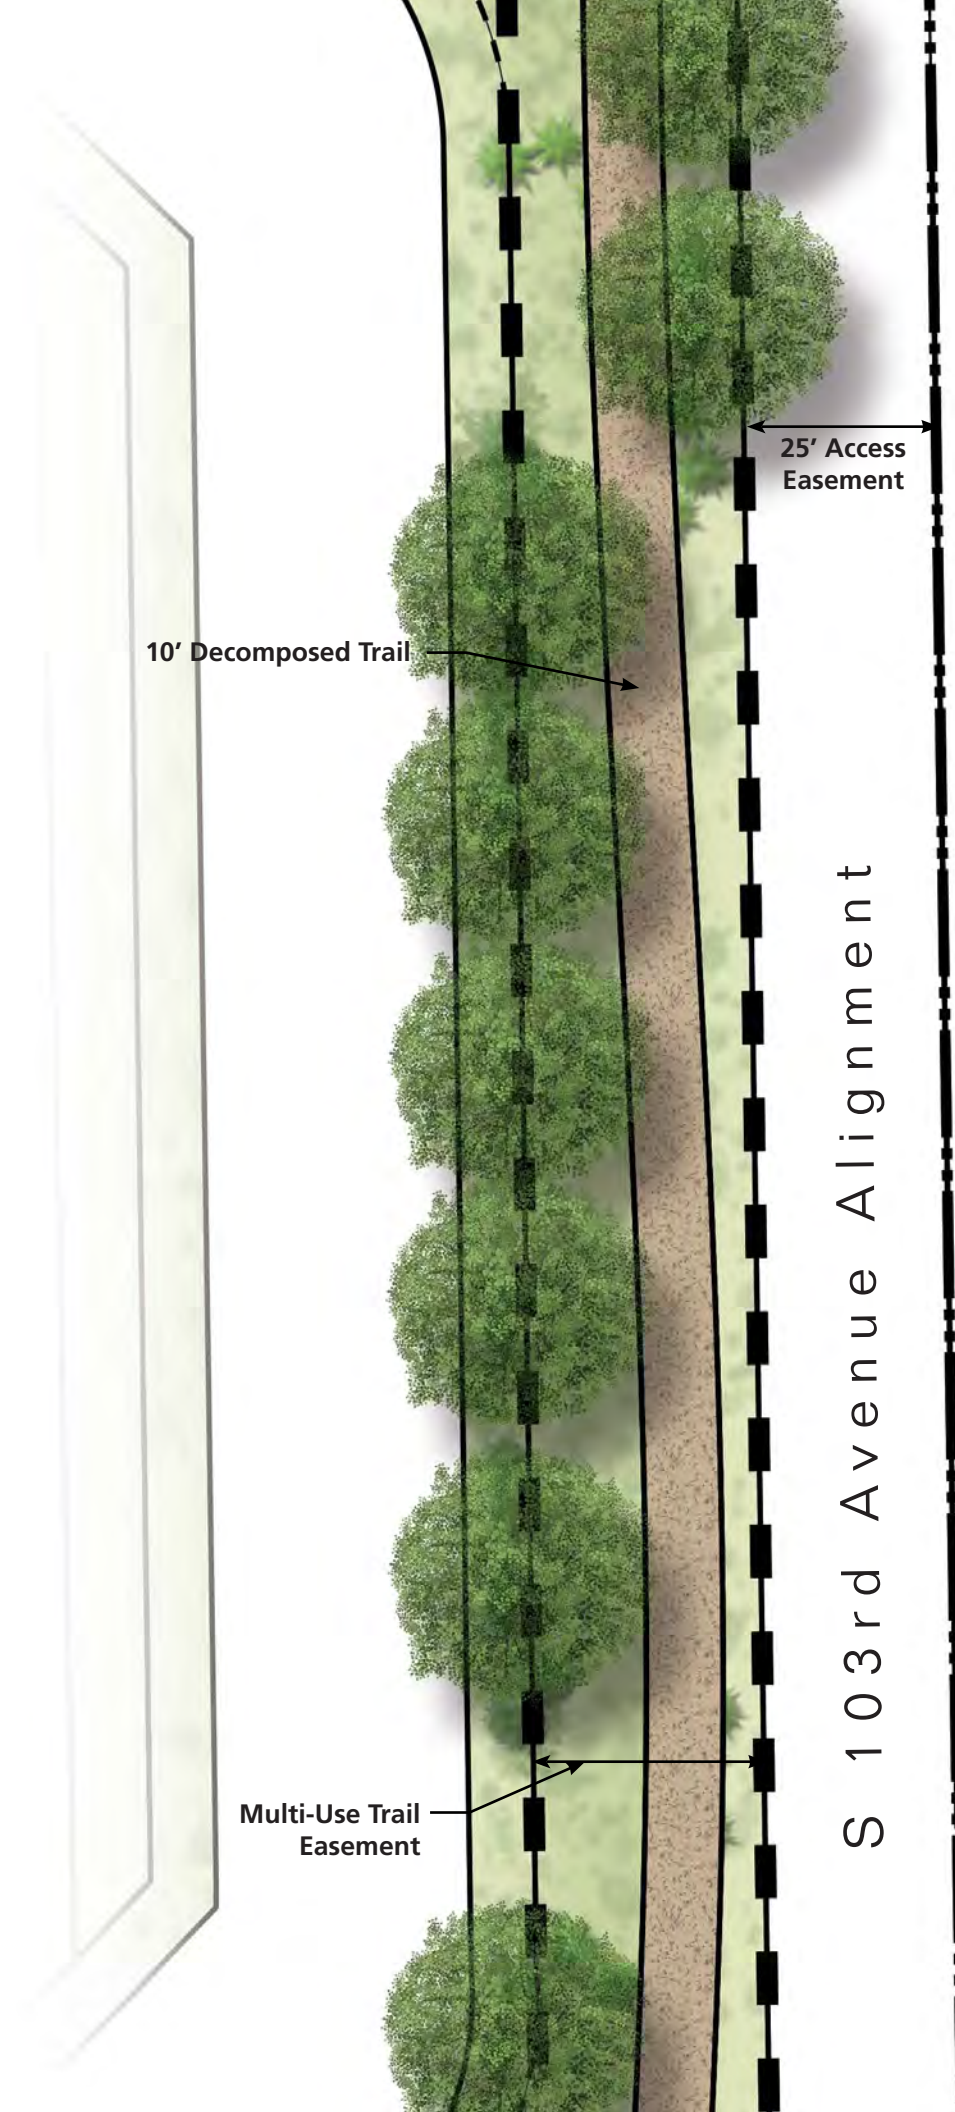 25’ Access
Easement
10’ Decomposed Trail
S 103rd Avenue Alignment
Multi-Use Trail
Easement